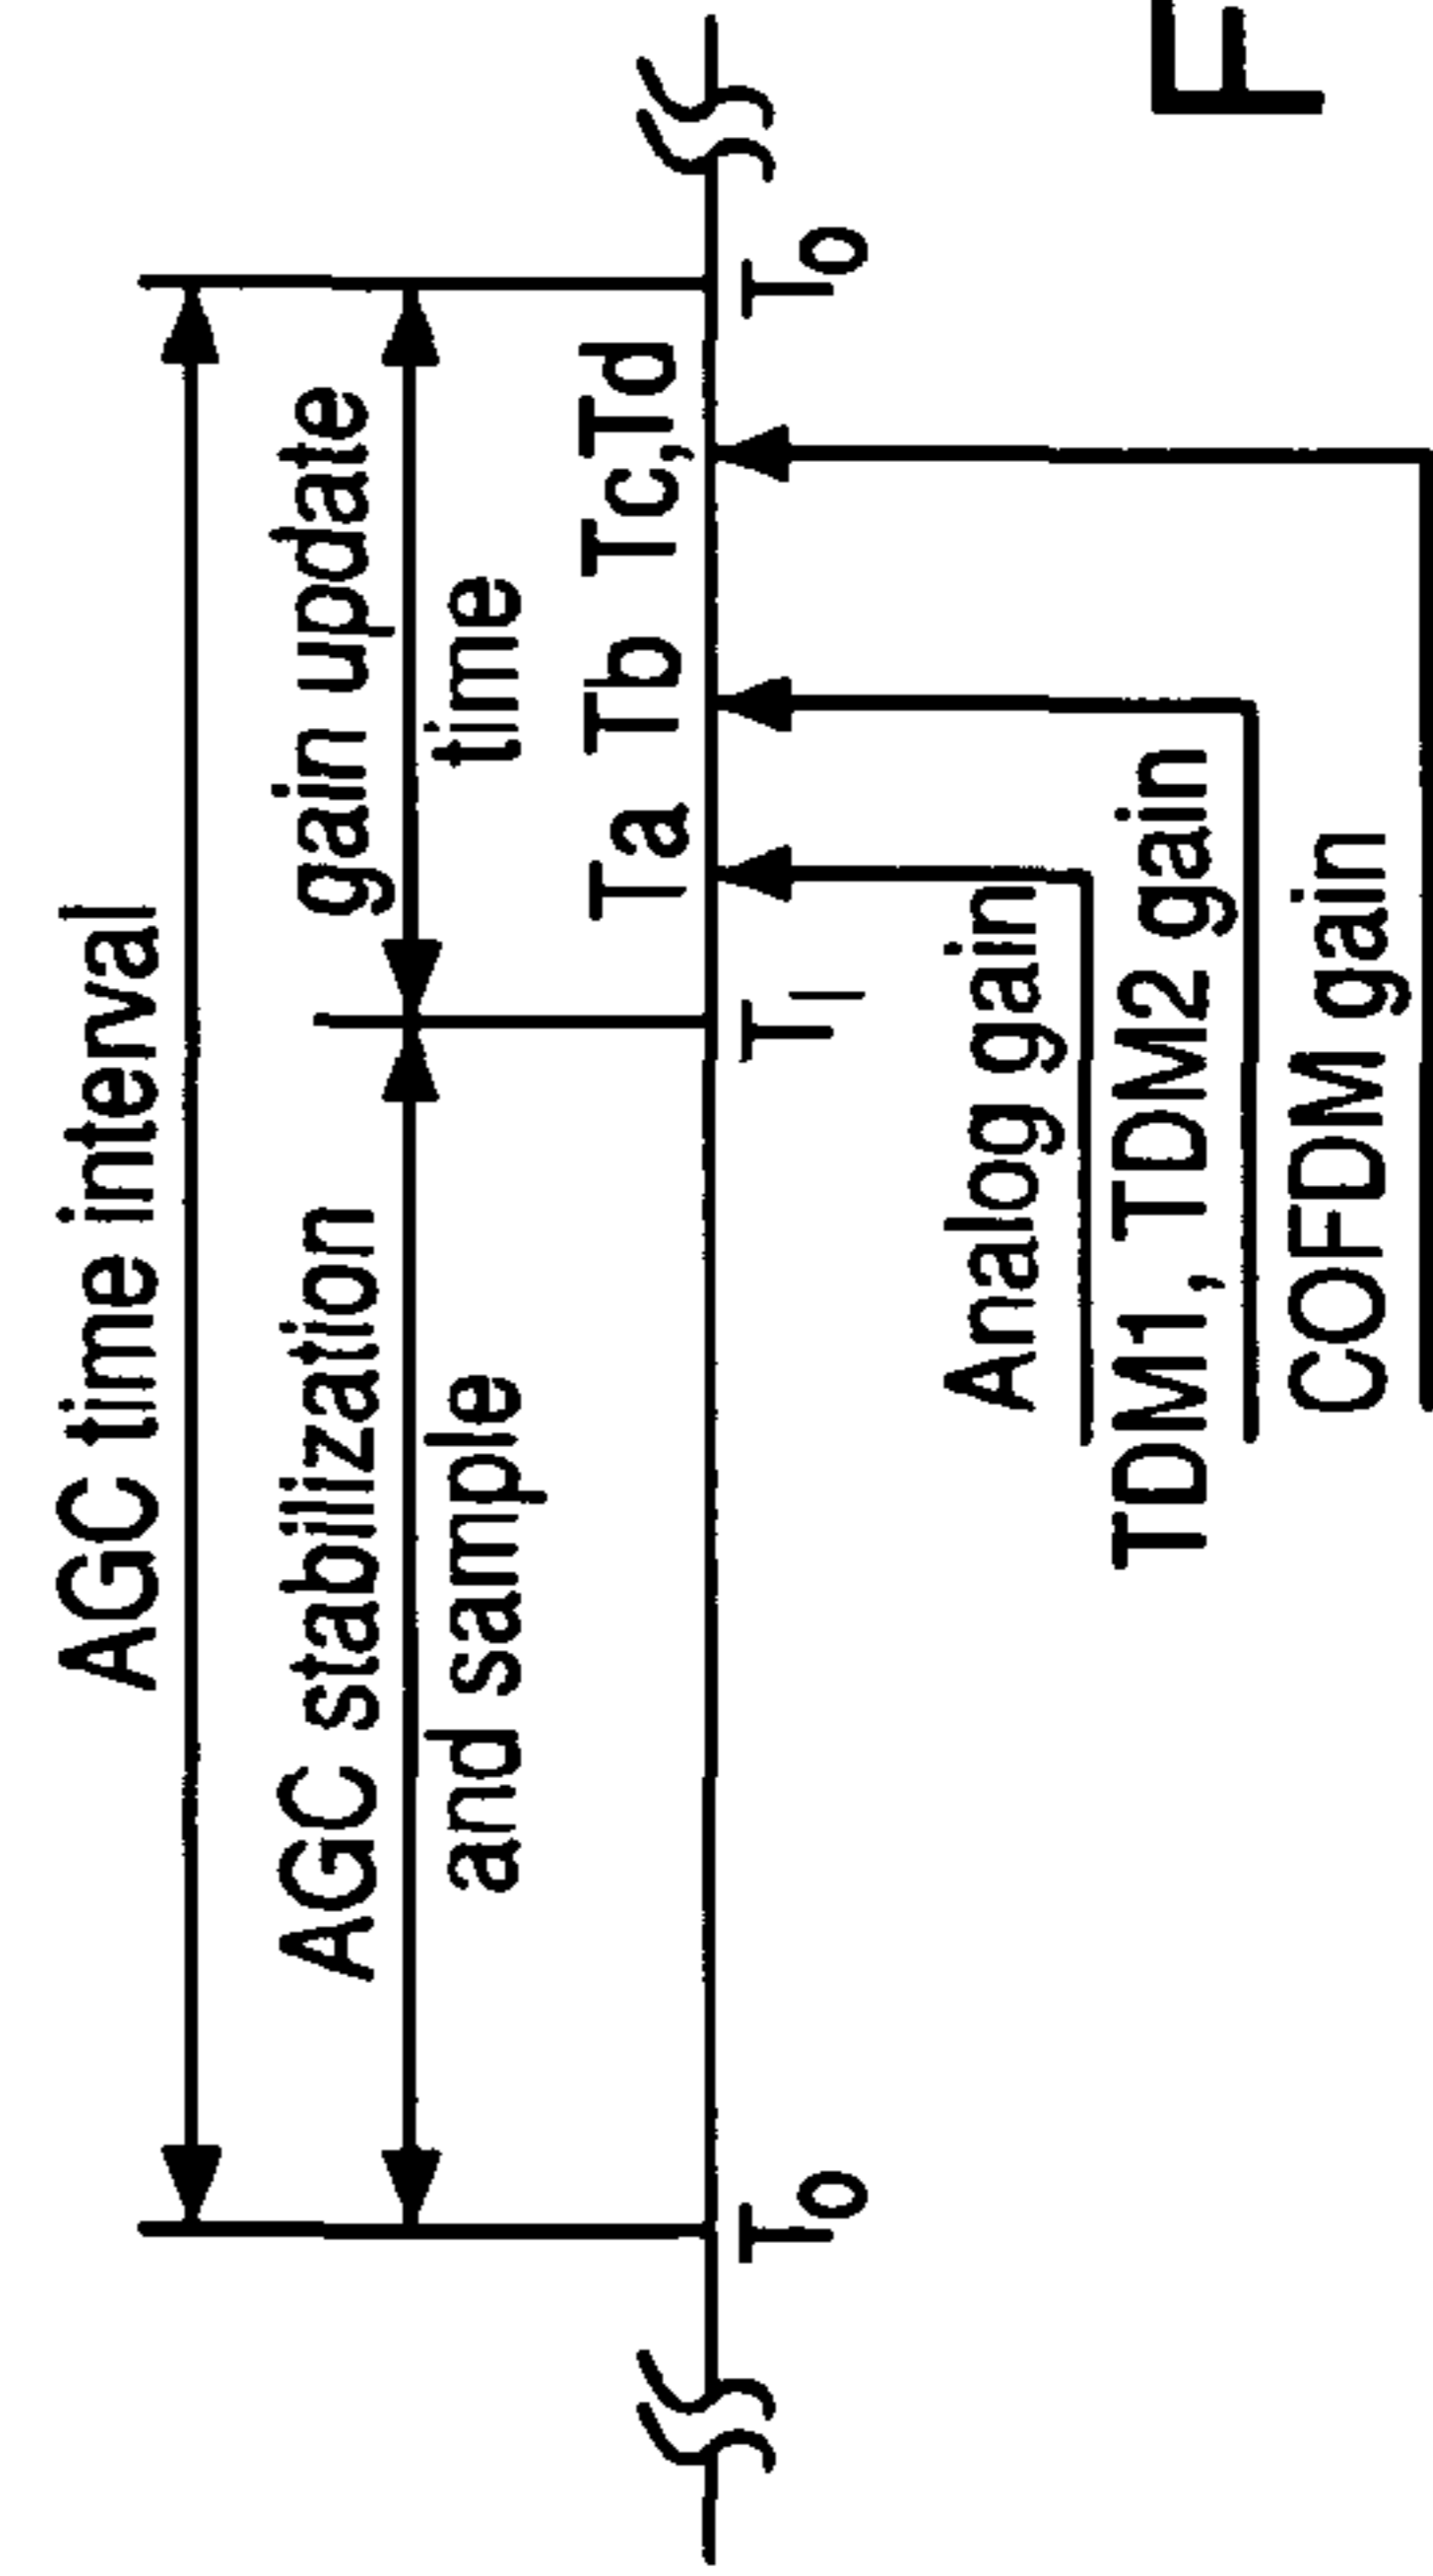 AGC time interval
AGC stabilization
and sample
gain update
time
Ta Tb Tc,Td
To Tl To
Analog gain
TDM1, TDM2 gain
COFDM gain
F